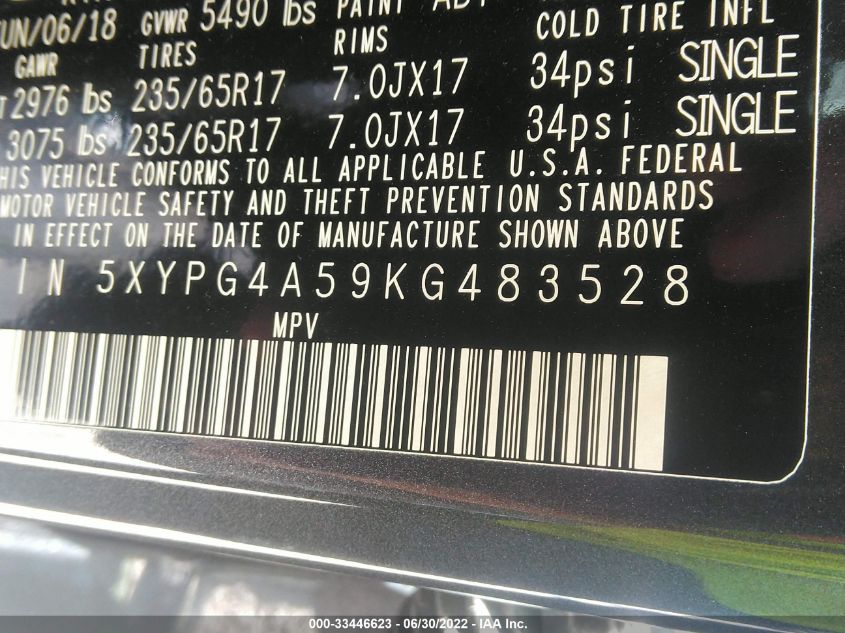 UN/06/18 GVWR 5490 lbs PAINT
GAWR TIRES RIMS COLD TIRE INFL
2976 lbs 235/65R17 7.0JX17 34psi SINGLE
3075 lbs 235/65R17 7.0JX17 34psi SINGLE
HIS VEHICLE CONFORMS TO ALL APPLICABLE U.S.A. FEDERAL
MOTOR VEHICLE SAFETY AND THEFT PREVENTION STANDARDS
IN EFFECT ON THE DATE OF MANUFACTURE SHOWN ABOVE
IN 5XYPG4A59KG483528
MPV
000-33446623 - 06/30/2022 - IAA Inc.